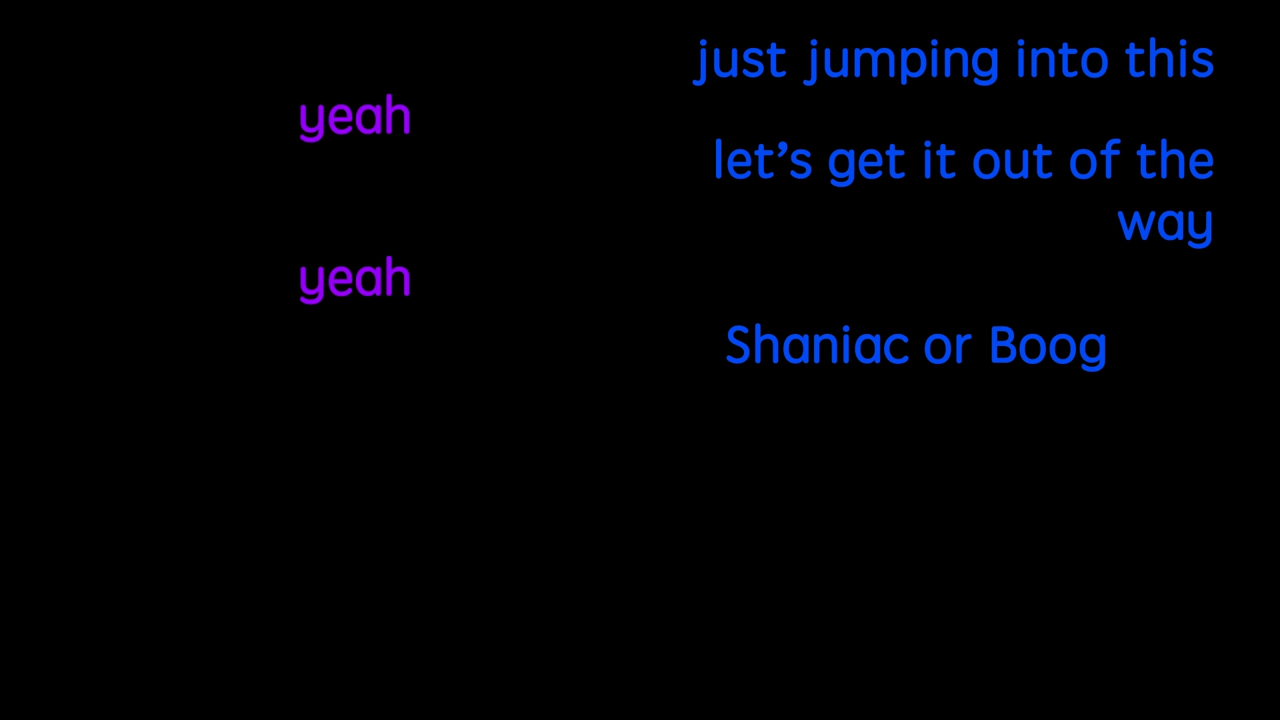 just jumping into this
yeah
let’s get it out of the
way
yeah
Shaniac or Boog